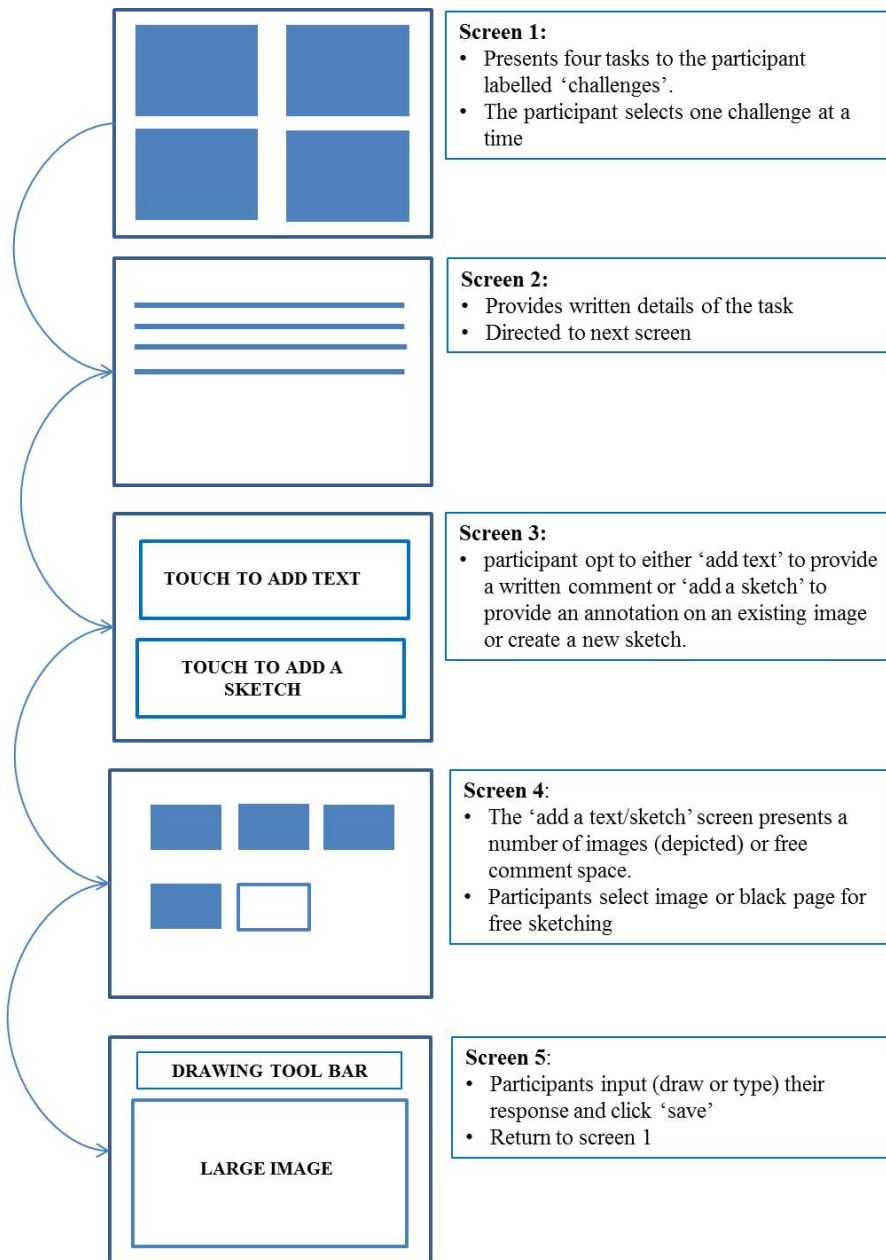 Screen 1:
• Presents four tasks to the participant
labelled ‘challenges’.
• The participant selects one challenge at a
time
Screen 2:
• Provides written details of the task
• Directed to next screen
TOUCH TO ADD TEXT
TOUCH TO ADD A
SKETCH
Screen 3:
• participant opt to either ‘add text’ to provide
a written comment or ‘add a sketch’ to
provide an annotation on an existing image
or create a new sketch.
Screen 4:
• The ‘add a text/sketch’ screen presents a
number of images (depicted) or free
comment space.
• Participants select image or black page for
free sketching
DRAWING TOOL BAR
LARGE IMAGE
Screen 5:
• Participants input (draw or type) their
response and click ‘save’
• Return to screen 1